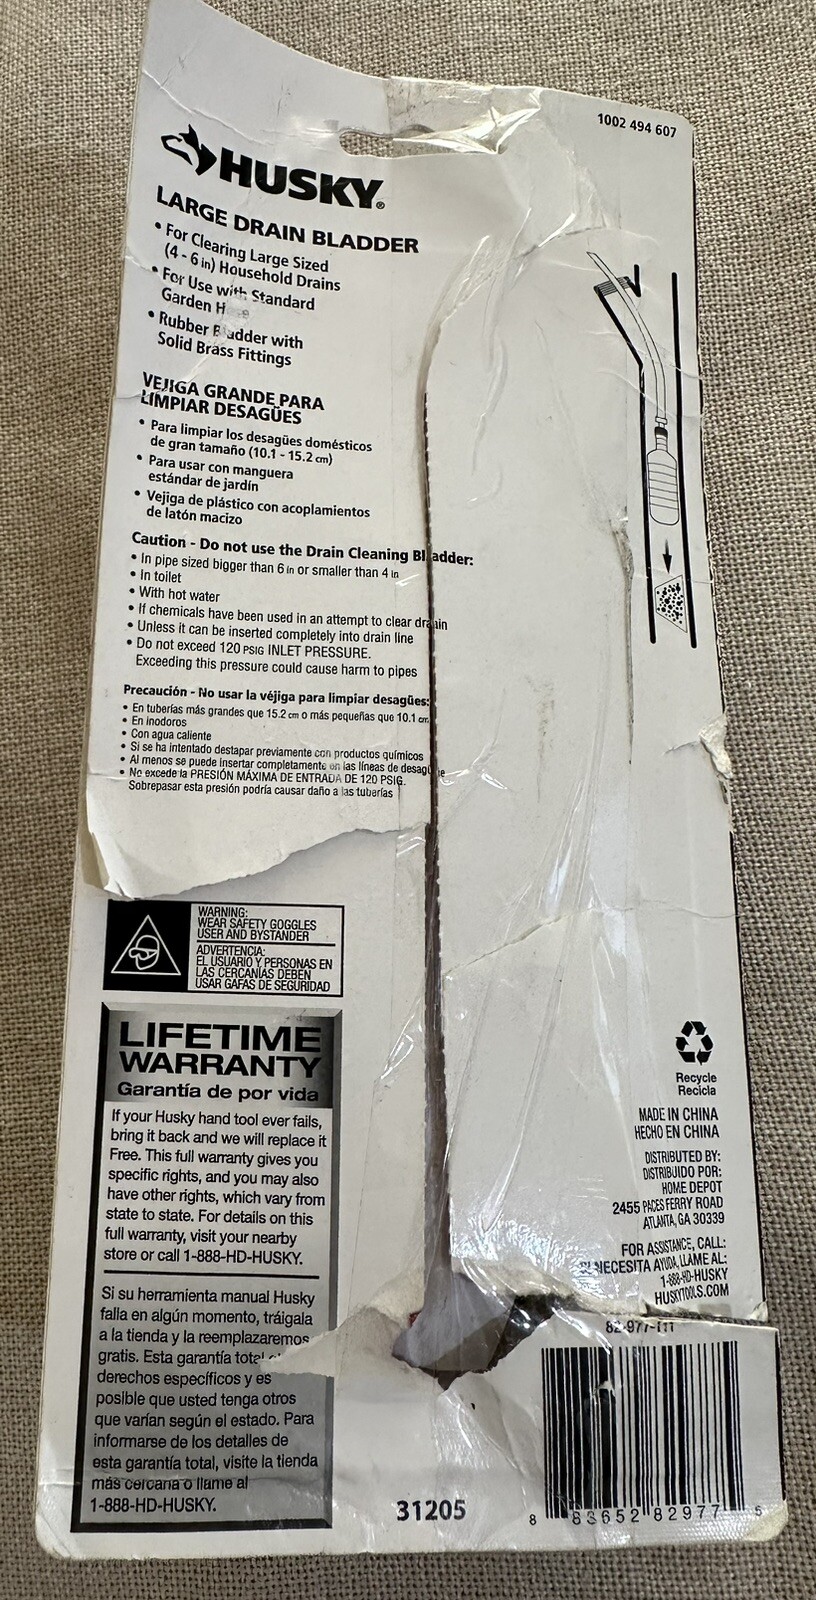 1002 494 607
HUSKY®
LARGE DRAIN BLADDER
• For Clearing Large Sized
(4 - 6 in) Household Drains
• For Use with Standard
Garden H se
• Rubber B adder with
Solid Brass Fittings
VEJIGA GRANDE PARA
LIMPIAR DESAGÜES
• Para limpiar los desagües domésticos
de gran tamaño (10.1 - 15.2 cm)
• Para usar con manguera
estándar de jardín
• Vejiga de plástico con acoplamientos
de latón macizo
Caution - Do not use the Drain Cleaning Bladder:
• In pipe sized bigger than 6 in or smaller than 4 in
• In toilet
• With hot water
• If chemicals have been used in an attempt to clear drain
• Unless it can be inserted completely into drain line
• Do not exceed 120 PSIG INLET PRESSURE.
Exceeding this pressure could cause harm to pipes
Precaución - No usar la véjiga para limpiar desagües:
• En tuberías más grandes que 15.2 cm o más pequeñas que 10.1 cm
• En inodoros
• Con agua caliente
• Si se ha intentado destapar previamente con productos químicos
• Al menos se puede insertar completamente en las líneas de desagüe
• No excede la PRESIÓN MÁXIMA DE ENTRADA DE 120 PSIG.
Sobrepasar esta presión podría causar daño a las tuberías
WARNING:
WEAR SAFETY GOGGLES
USER AND BYSTANDER
ADVERTENCIA:
EL USUARIO Y PERSONAS EN
LAS CERCANÍAS DEBEN
USAR GAFAS DE SEGURIDAD
LIFETIME
WARRANTY
Garantía de por vida
If your Husky hand tool ever fails,
bring it back and we will replace it
Free. This full warranty gives you
specific rights, and you may also
have other rights, which vary from
state to state. For details on this
full warranty, visit your nearby
store or call 1-888-HD-HUSKY.
Si su herramienta manual Husky
falla en algún momento, tráigala
a la tienda y la reemplazaremos
gratis. Esta garantía total
derechos específicos y es
posible que usted tenga otros
que varían según el estado. Para
informarse de los detalles de
esta garantía total, visite la tienda
más cercana o llame al
1-888-HD-HUSKY.
Recycle
Recicla
MADE IN CHINA
HECHO EN CHINA
DISTRIBUTED BY:
DISTRIBUIDO POR:
HOME DEPOT
2455 PACES FERRY ROAD
ATLANTA, GA 30339
FOR ASSISTANCE, CALL:
SI NECESITA AYUDA, LLAME AL:
1-888-HD-HUSKY
HUSKYTOOLS.COM
82-977-111
31205
8 83652 82977 5